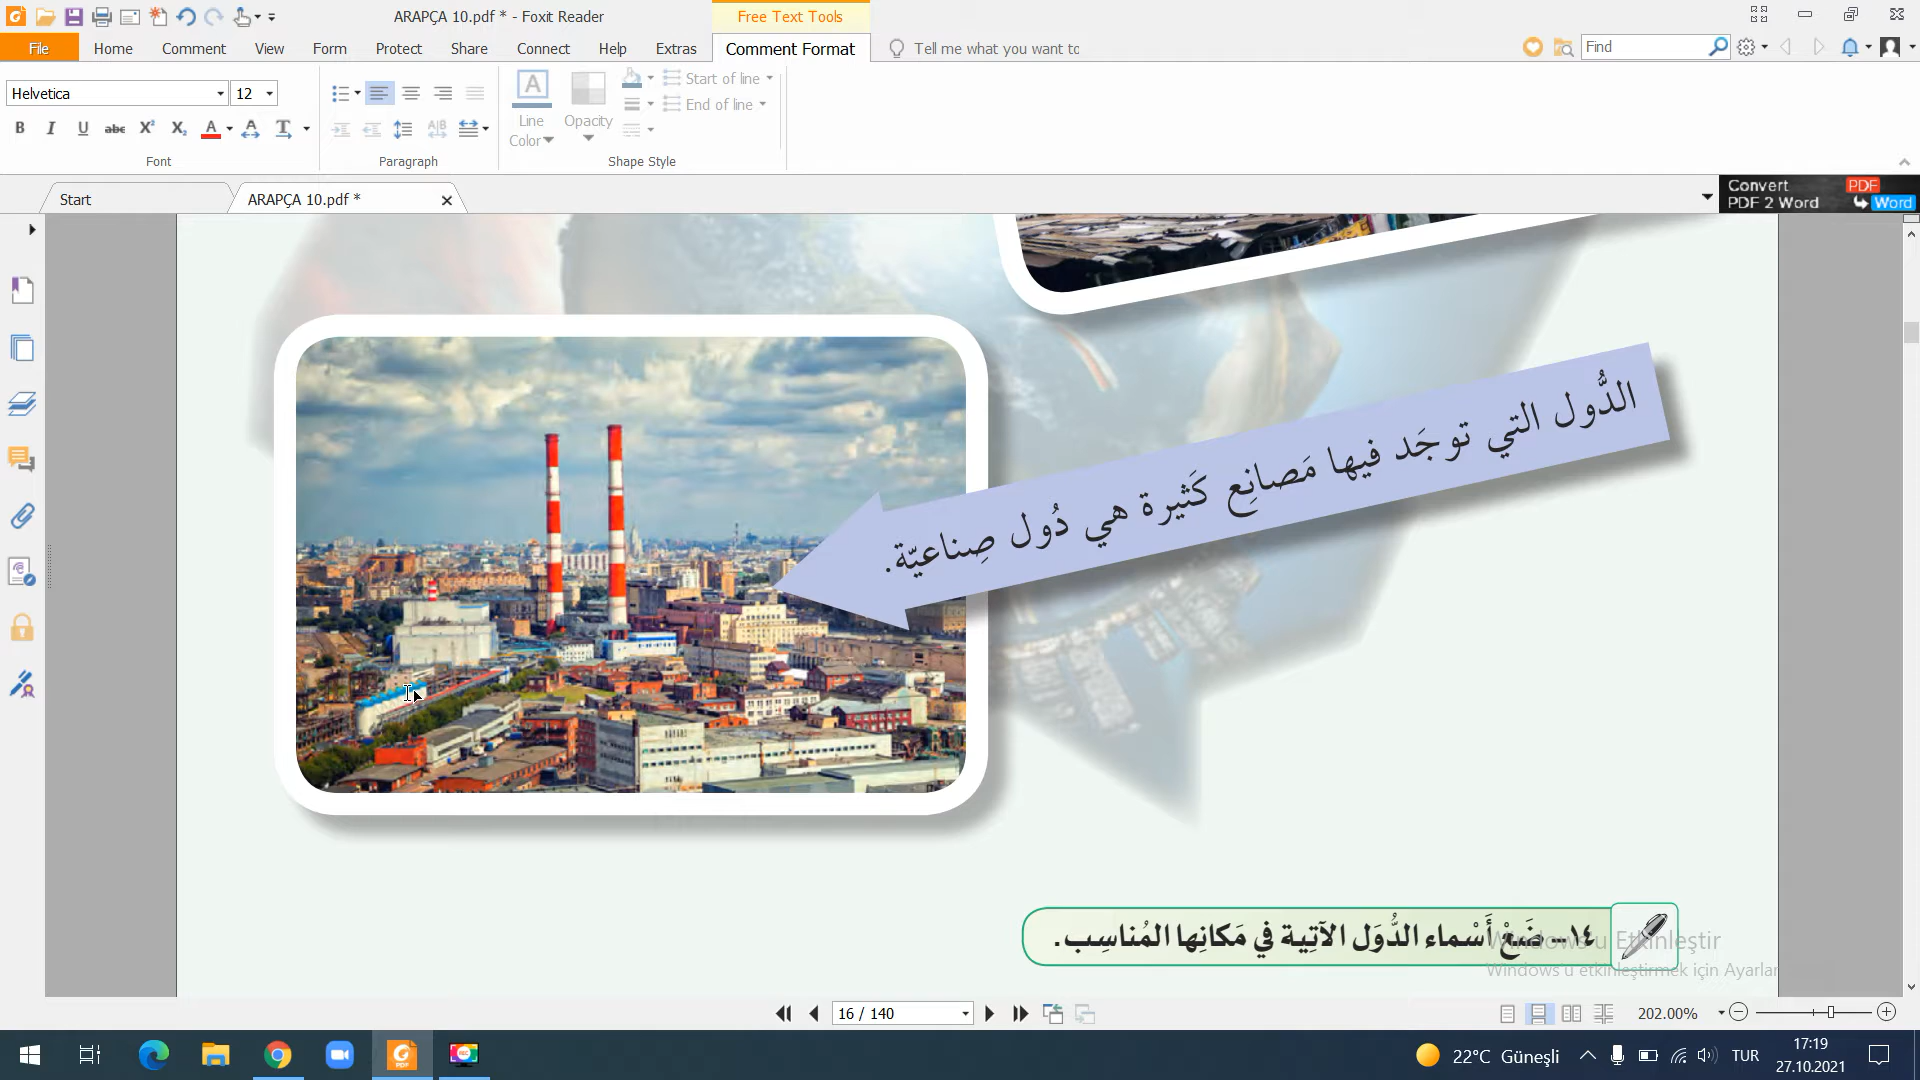 ARAPÇA 10.pdf * - Foxit Reader
Free Text Tools
File
Home
Comment
View
Form
Protect
Share
Connect
Help
Extras
Comment Format
Tell me what you want to
Find
Helvetica
12
Start of line
End of line
Line
Color
Opacity
Font
Paragraph
Shape Style
Start
ARAPÇA 10.pdf *
Convert PDF
PDF 2 Word Word
الدُّوَل التي توجَد فيها مَصانِع كَثيرة هي دُول صِناعيّة.
١٤- ضَعْ أَسْماء الدُّوَل الآتِية في مَكانِها المُناسِب.
Windows'u Etkinleştir
Windows'u etkinleştirmek için Ayarlar
16 / 140
202.00%
22°C Güneşli
TUR
17:19
27.10.2021